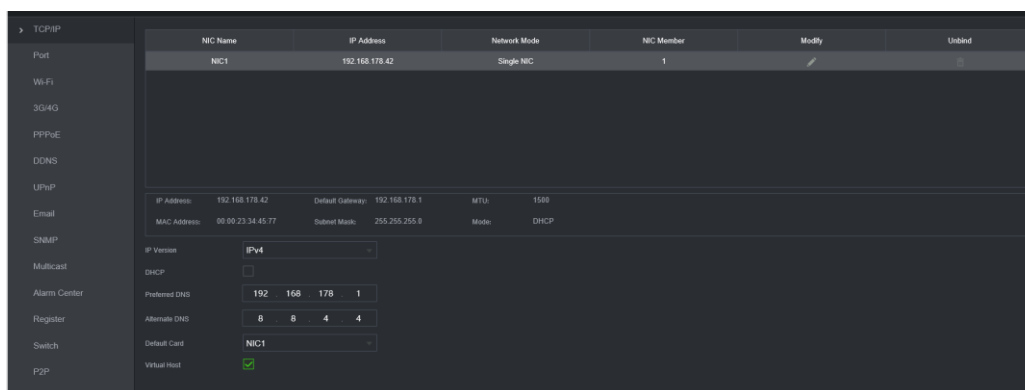 TCP/IP
Port
Wi-Fi
3G/4G
PPPoE
DDNS
UPnP
Email
SNMP
Multicast
Alarm Center
Register
Switch
P2P
NIC Name IP Address Network Mode NIC Member Modify Unbind
NIC1 192.168.178.42 Single NIC 1
IP Address: 192.168.178.42 Default Gateway: 192.168.178.1 MTU: 1500
MAC Address: 00:00:23:34:45:77 Subnet Mask: 255.255.255.0 Mode: DHCP
IP Version IPv4
DHCP
Preferred DNS 192 . 168 . 178 . 1
Alternate DNS 8 . 8 . 4 . 4
Default Card NIC1
Virtual Host